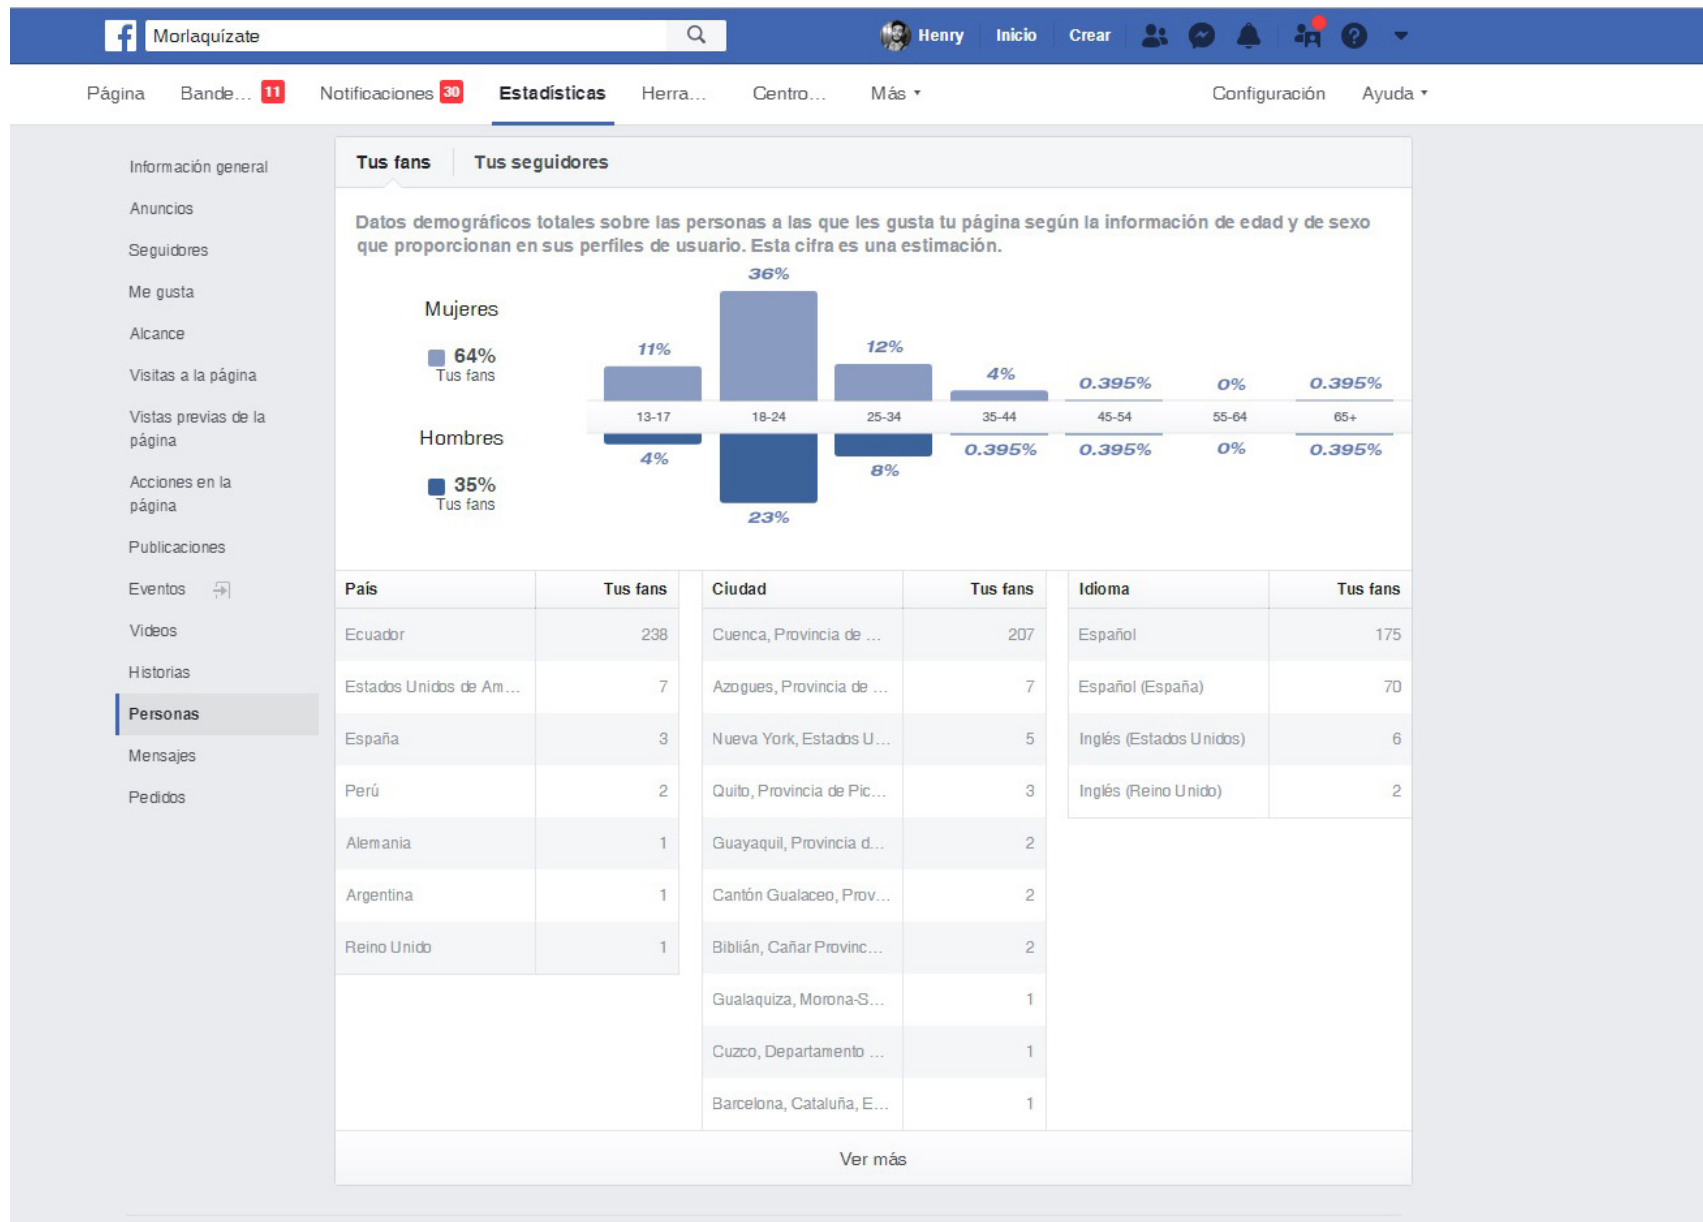 Morlaquízate
Henry Inicio Crear
Página Bande... 11 Notificaciones 30 Estadísticas Herra... Centro... Más Configuración Ayuda
Información general
Anuncios
Seguidores
Me gusta
Alcance
Visitas a la página
Vistas previas de la
página
Acciones en la
página
Publicaciones
Eventos
Videos
Historias
Personas
Mensajes
Pedidos
Tus fans Tus seguidores
Datos demográficos totales sobre las personas a las que les gusta tu página según la información de edad y de sexo
que proporcionan en sus perfiles de usuario. Esta cifra es una estimación.
Mujeres
64%
Tus fans
11% 36% 12% 4% 0.395% 0% 0.395%
13-17 18-24 25-34 35-44 45-54 55-64 65+
Hombres
35%
Tus fans
4% 23% 8% 0.395% 0.395% 0% 0.395%
País Tus fans
Ecuador 238
Estados Unidos de Am... 7
España 3
Perú 2
Alemania 1
Argentina 1
Reino Unido 1
Ciudad Tus fans
Cuenca, Provincia de ... 207
Azogues, Provincia de ... 7
Nueva York, Estados U... 5
Quito, Provincia de Pic... 3
Guayaquil, Provincia d... 2
Cantón Gualaceo, Prov... 2
Biblián, Cañar Provinc... 2
Gualaquiza, Morona-S... 1
Cuzco, Departamento ... 1
Barcelona, Cataluña, E... 1
Idioma Tus fans
Español 175
Español (España) 70
Inglés (Estados Unidos) 6
Inglés (Reino Unido) 2
Ver más